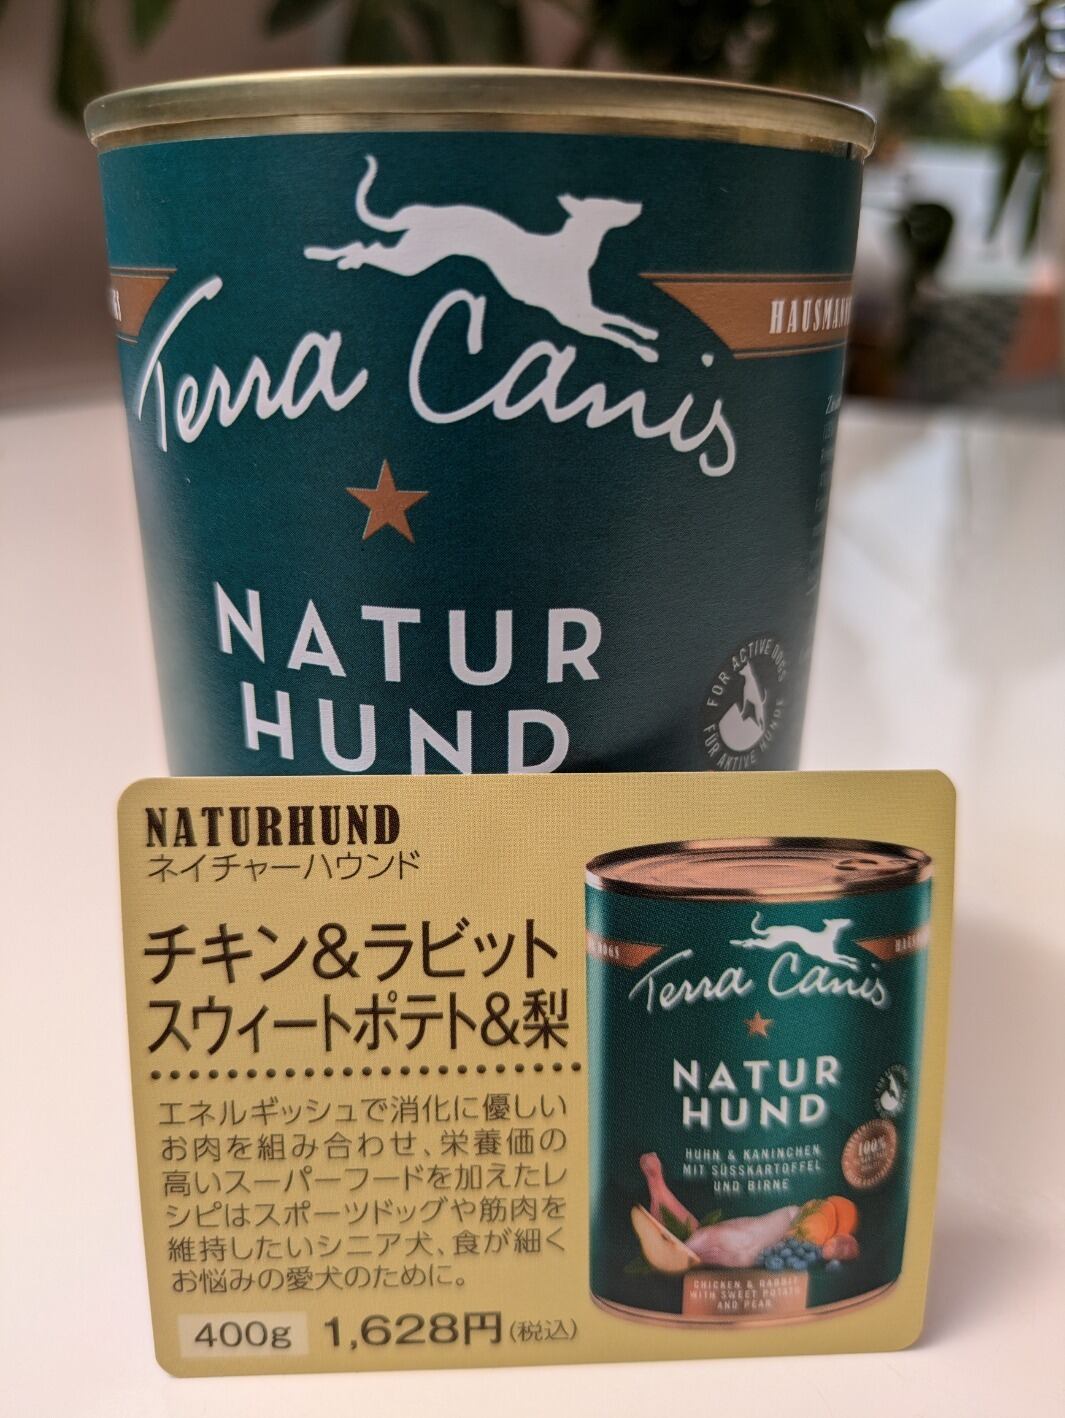 HAUSMANNS
Terra Canis
NATUR
HUND
FOR ACTIVE DOGS
FÜR AKTIVE HUNDE
NATURHUND
ネイチャーハウンド
チキン&ラビット
スウィートポテト&梨
エネルギッシュで消化に優しい
お肉を組み合わせ、栄養価の
高いスーパーフードを加えたレ
シピはスポーツドッグや筋肉を
維持したいシニア犬、食が細く
お悩みの愛犬のために。
400g 1,628円(税込)
DOGS
Terra Canis
NATUR
HUND
HUHN & KANINCHEN
MIT SÜSSKARTOFFEL
UND BIRNE
100%
CHICKEN & RABBIT
WITH SWEET POTATO
AND PEAR